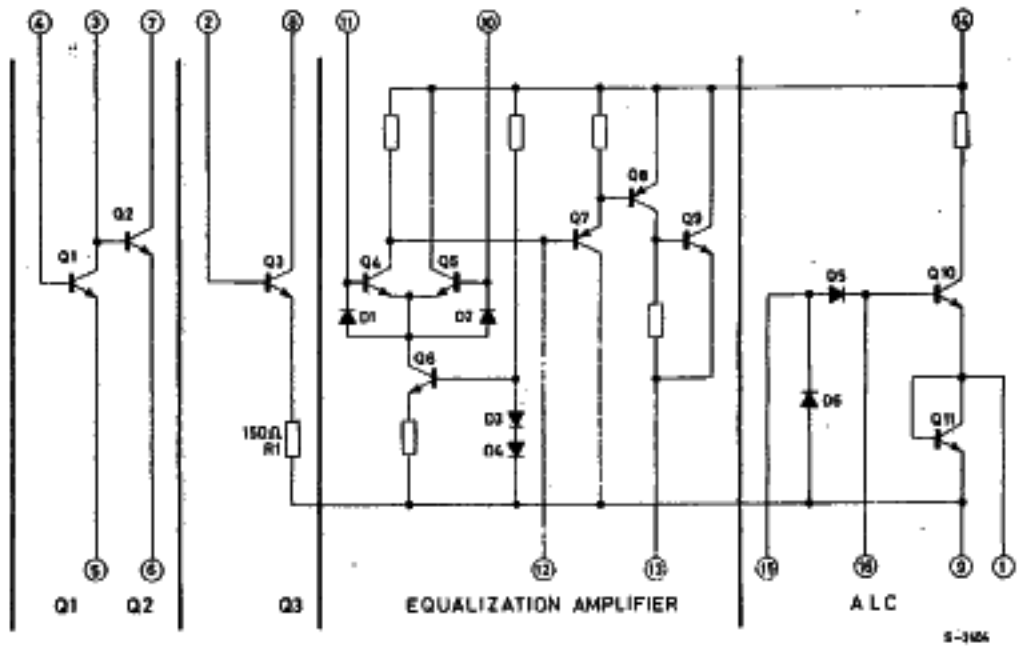 4 3 7 2 8 11 10 14
Q8
Q2 Q7 Q9
Q1 Q3 Q4 Q5 D5 Q10
D1 D2
Q6
D6
D3 Q11
150Ω D4
R1
5 6 12 13 15 16 9 1
Q1 Q2 Q3 EQUALIZATION AMPLIFIER ALC